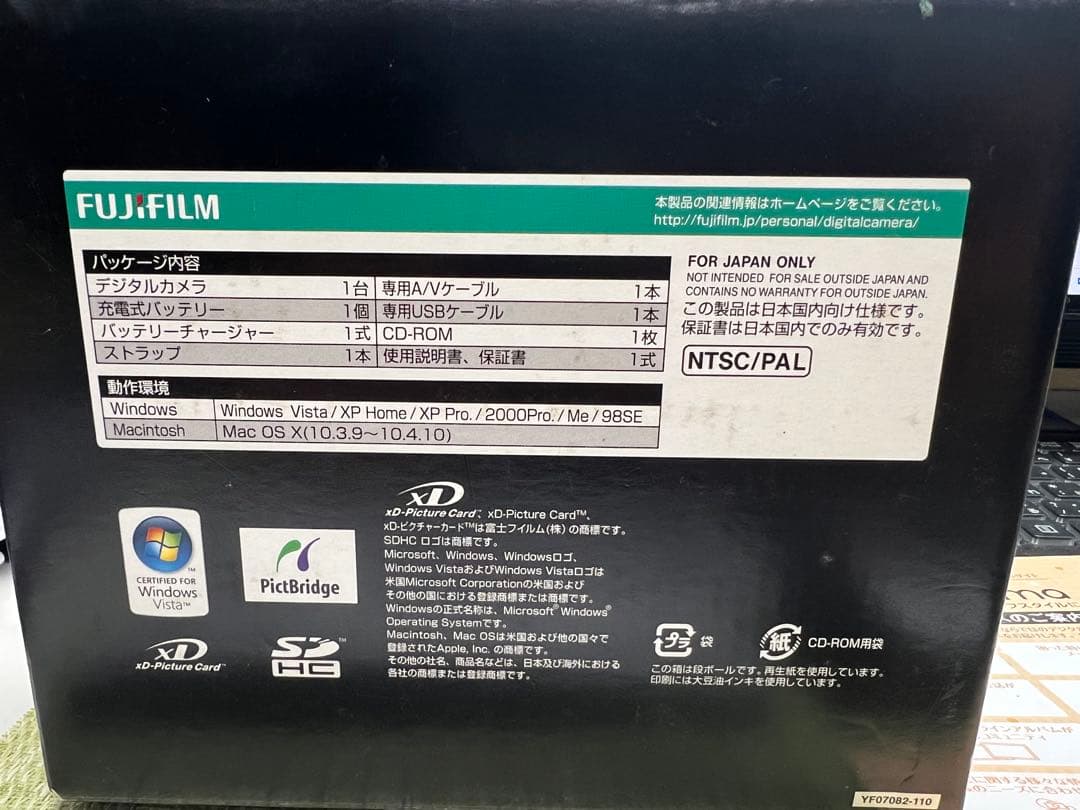 FUJIFILM
本製品の関連情報はホームページをご覧ください。
http://fujifilm.jp/personal/digitalcamera/
パッケージ内容
デジタルカメラ 1台 専用A/Vケーブル 1本
充電式バッテリー 1個 専用USBケーブル 1本
バッテリーチャージャー 1式 CD-ROM 1枚
ストラップ 1本 使用説明書、保証書 1式
動作環境
Windows Windows Vista/XP Home/XP Pro./2000Pro./Me/98SE
Macintosh Mac OS X(10.3.9〜10.4.10)
FOR JAPAN ONLY
NOT INTENDED FOR SALE OUTSIDE JAPAN AND
CONTAINS NO WARRANTY FOR OUTSIDE JAPAN.
この製品は日本国内向け仕様です。
保証書は日本国内でのみ有効です。
NTSC/PAL
CERTIFIED FOR
Windows
Vista™
PictBridge
xD
xD-Picture Card™
SD
HC
xD
xD-Picture Card™, xD-Picture Card™、
xD-ピクチャーカード™は富士フイルム(株)の商標です。
SDHC ロゴは商標です。
Microsoft、Windows、Windowsロゴ、
Windows VistaおよびWindows Vistaロゴは
米国Microsoft Corporationの米国および
その他の国における登録商標または商標です。
Windowsの正式名称は、Microsoft® Windows®
Operating Systemです。
Macintosh、Mac OSは米国および他の国々で
登録されたApple, Inc. の商標です。
その他の社名、商品名などは、日本及び海外における
各社の商標または登録商標です。
プラ 袋
紙 CD-ROM用袋
この箱は段ボールです。再生紙を使用しています。
印刷には大豆油インキを使用しています。
YF07082-110